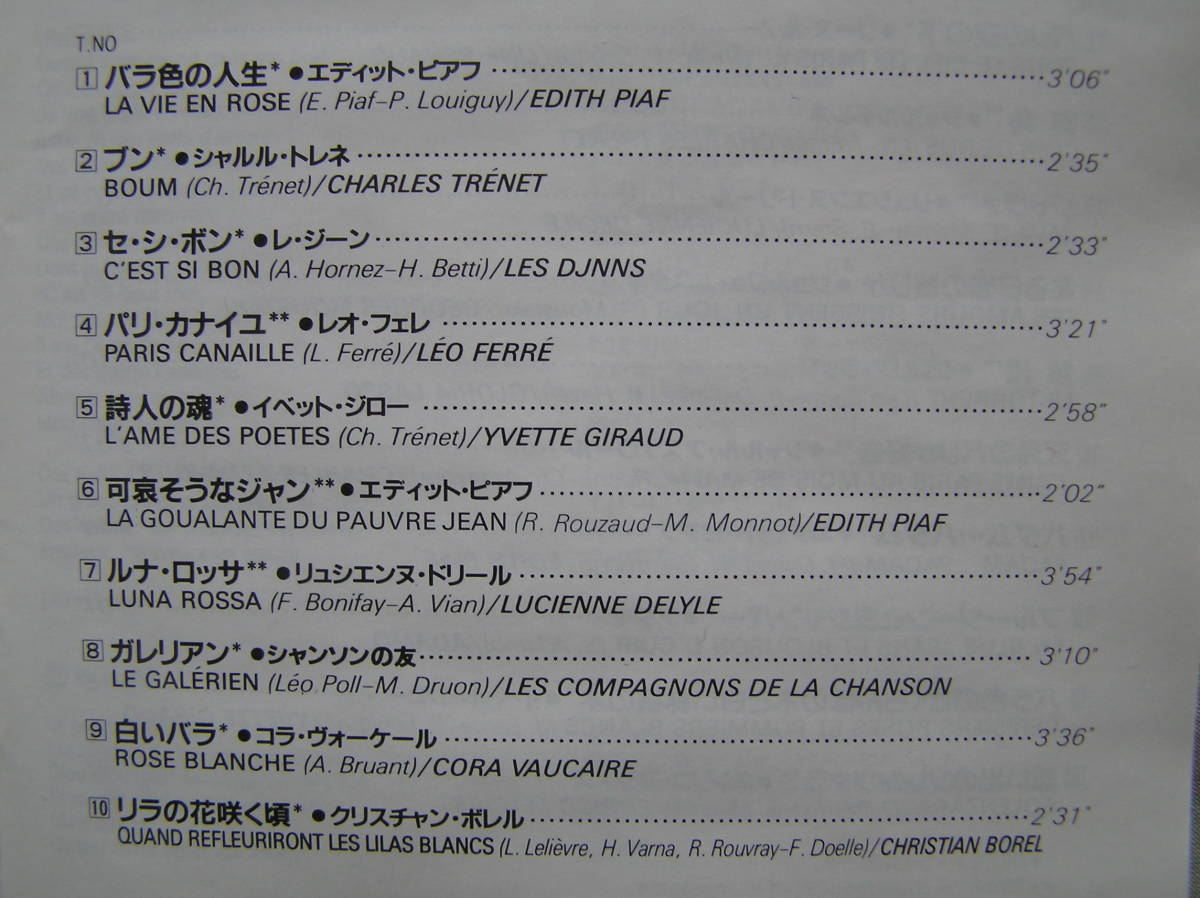 T.NO
1 バラ色の人生* ●エディット・ピアフ 3'06"
LA VIE EN ROSE (E. Piaf-P. Louiguy)/EDITH PIAF
2 ブン* ●シャルル・トレネ 2'35"
BOUM (Ch. Trénet)/CHARLES TRÉNET
3 セ・シ・ボン* ●レ・ジーン 2'33"
C'EST SI BON (A. Hornez-H. Betti)/LES DJNNS
4 パリ・カナイユ** ●レオ・フェレ 3'21"
PARIS CANAILLE (L. Ferré)/LÉO FERRÉ
5 詩人の魂* ●イベット・ジロー 2'58"
L'AME DES POETES (Ch. Trénet)/YVETTE GIRAUD
6 可哀そうなジャン** ●エディット・ピアフ 2'02"
LA GOUALANTE DU PAUVRE JEAN (R. Rouzaud-M. Monnot)/EDITH PIAF
7 ルナ・ロッサ** ●リュシエンヌ・ドリール 3'54"
LUNA ROSSA (F. Bonifay-A. Vian)/LUCIENNE DELYLE
8 ガレリアン* ●シャンソンの友 3'10"
LE GALÉRIEN (Léo Poll-M. Druon)/LES COMPAGNONS DE LA CHANSON
9 白いバラ* ●コラ・ヴォーケール 3'36"
ROSE BLANCHE (A. Bruant)/CORA VAUCAIRE
10 リラの花咲く頃* ●クリスチャン・ボレル 2'31"
QUAND REFLEURIRONT LES LILAS BLANCS (L. Lelièvre, H. Varna, R. Rouvray-F. Doelle)/CHRISTIAN BOREL